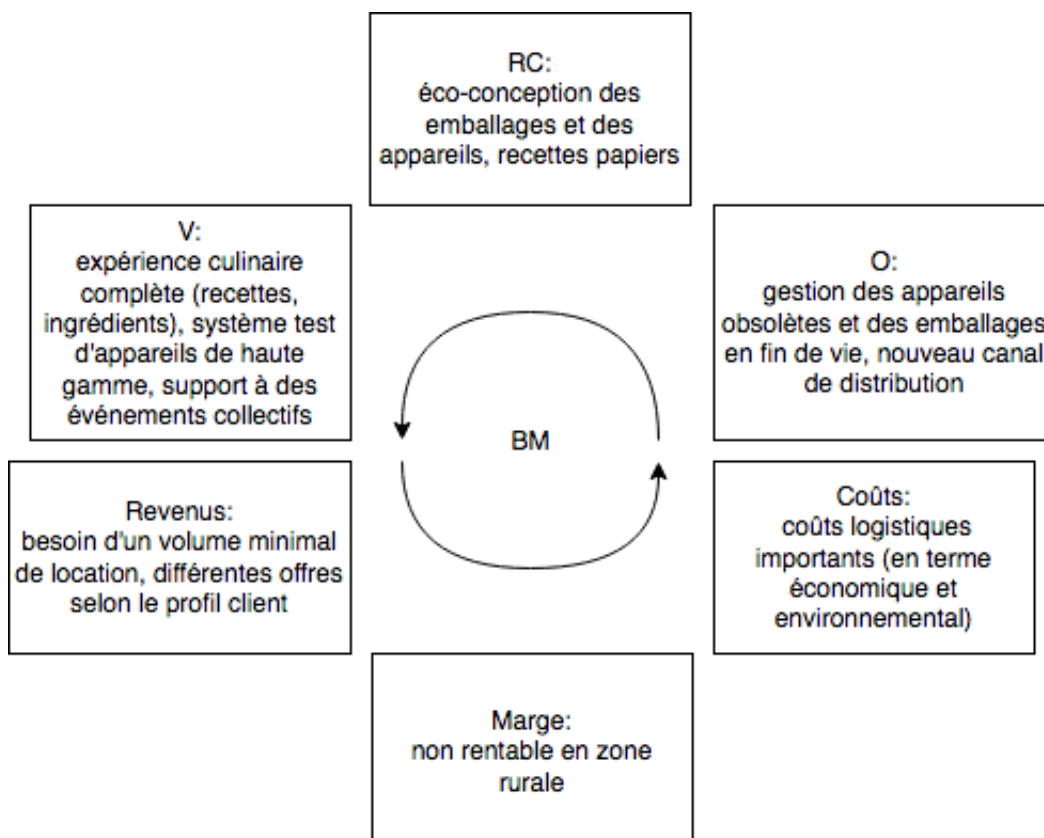 RC:
éco-conception des
emballages et des
appareils, recettes papiers
V:
expérience culinaire
complète (recettes,
ingrédients), système test
d'appareils de haute
gamme, support à des
événements collectifs
O:
gestion des appareils
obsolètes et des emballages
en fin de vie, nouveau canal
de distribution
BM
Revenus:
besoin d'un volume minimal
de location, différentes offres
selon le profil client
Coûts:
coûts logistiques
importants (en terme
économique et
environnemental)
Marge:
non rentable en zone
rurale